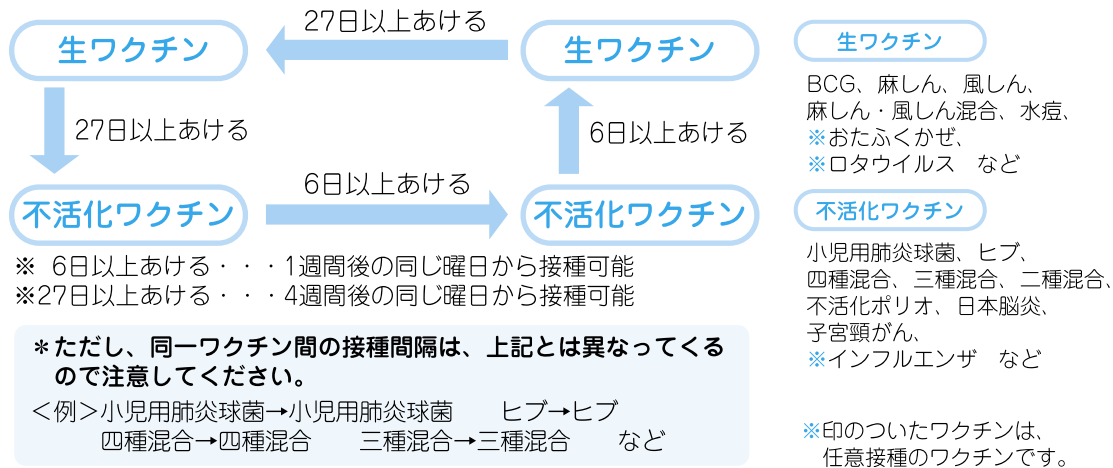 27日以上あける
生ワクチン
生ワクチン
27日以上あける
6日以上あける
6日以上あける
不活化ワクチン
不活化ワクチン
※ 6日以上あける・・・1週間後の同じ曜日から接種可能
※27日以上あける・・・4週間後の同じ曜日から接種可能
＊ただし、同一ワクチン間の接種間隔は、上記とは異なってくる
ので注意してください。
＜例＞小児用肺炎球菌→小児用肺炎球菌　　ヒブ→ヒブ
四種混合→四種混合　　三種混合→三種混合　　など
生ワクチン
BCG、麻しん、風しん、
麻しん・風しん混合、水痘、
※おたふくかぜ、
※ロタウイルス　など
不活化ワクチン
小児用肺炎球菌、ヒブ、
四種混合、三種混合、二種混合、
不活化ポリオ、日本脳炎、
子宮頸がん、
※インフルエンザ　など
※印のついたワクチンは、
任意接種のワクチンです。